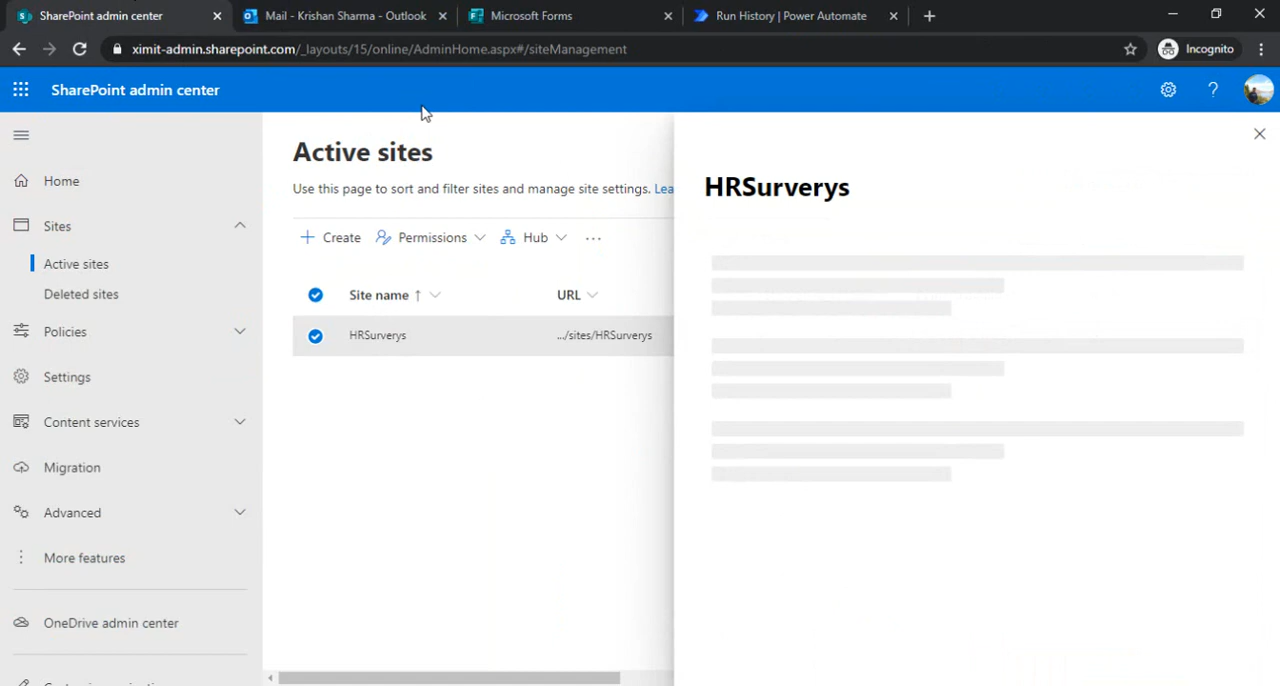 SharePoint admin center
Mail - Krishan Sharma - Outlook
Microsoft Forms
Run History | Power Automate
ximit-admin.sharepoint.com/_layouts/15/online/AdminHome.aspx#/siteManagement
Incognito
SharePoint admin center
Home
Sites
Active sites
Deleted sites
Policies
Settings
Content services
Migration
Advanced
More features
OneDrive admin center
Active sites
Use this page to sort and filter sites and manage site settings. Lea
Create
Permissions
Hub
Site name
URL
HRSurverys
.../sites/HRSurverys
HRSurverys